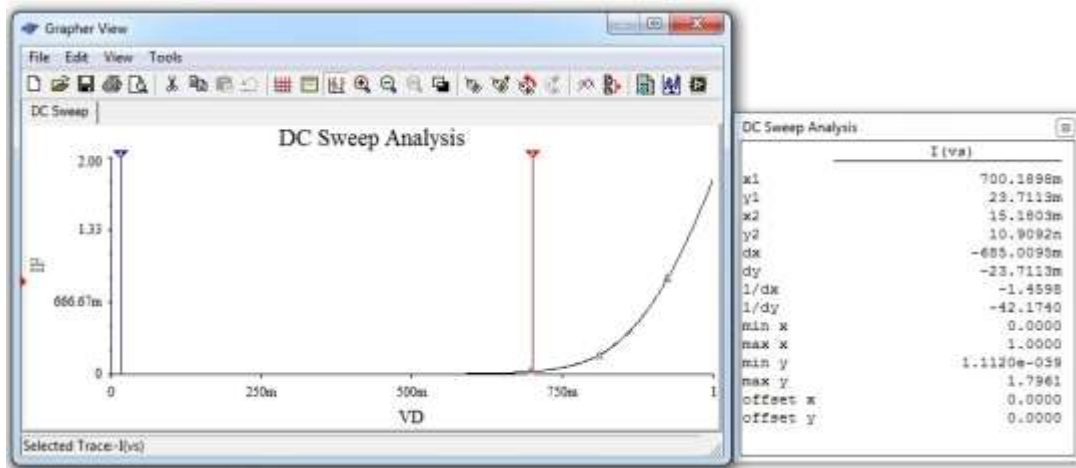 Grapher View
File Edit View Tools
DC Sweep
DC Sweep Analysis
2.00
1.33
IF
666.67m
0
0 250m 500m 750m 1
VD
Selected Trace:-I(vs)
DC Sweep Analysis
I(vs)
x1 700.1898m
y1 23.7113m
x2 15.1803m
y2 10.9092n
dx -685.0095m
dy -23.7113m
1/dx -1.4598
1/dy -42.1740
min x 0.0000
max x 1.0000
min y 1.1120e-039
max y 1.7961
offset x 0.0000
offset y 0.0000